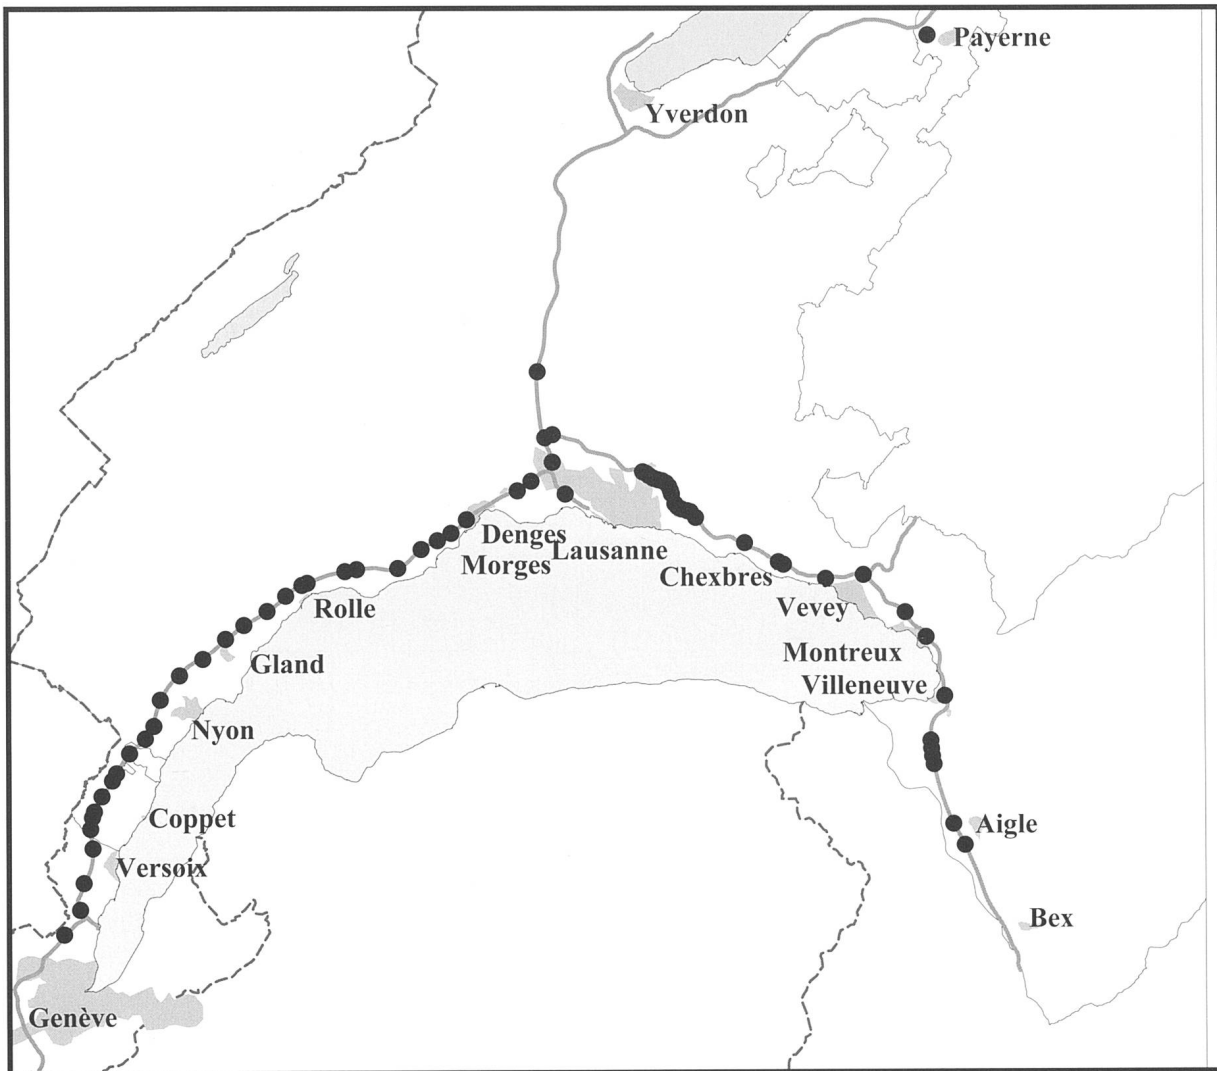 Payerne
Yverdon
Denges
Lausanne
Morges
Chexbres
Rolle
Vevey
Montreux
Gland
Villeneuve
Nyon
Coppet
Aigle
Versoix
Bex
Genève